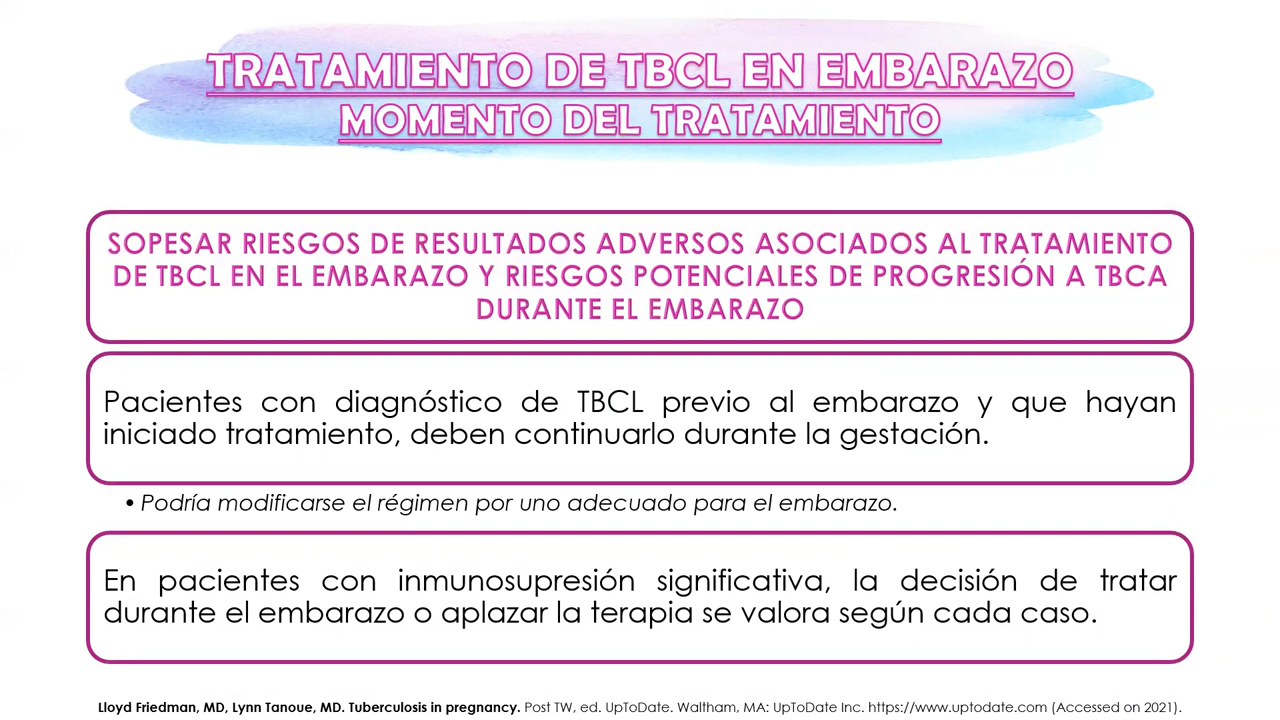 TRATAMIENTO DE TBCL EN EMBARAZO
MOMENTO DEL TRATAMIENTO
SOPESAR RIESGOS DE RESULTADOS ADVERSOS ASOCIADOS AL TRATAMIENTO
DE TBCL EN EL EMBARAZO Y RIESGOS POTENCIALES DE PROGRESIÓN A TBCA
DURANTE EL EMBARAZO
Pacientes con diagnóstico de TBCL previo al embarazo y que hayan
iniciado tratamiento, deben continuarlo durante la gestación.
• Podría modificarse el régimen por uno adecuado para el embarazo.
En pacientes con inmunosupresión significativa, la decisión de tratar
durante el embarazo o aplazar la terapia se valora según cada caso.
Lloyd Friedman, MD, Lynn Tanoue, MD. Tuberculosis in pregnancy. Post TW, ed. UpToDate. Waltham, MA: UpToDate Inc. https://www.uptodate.com (Accessed on 2021).